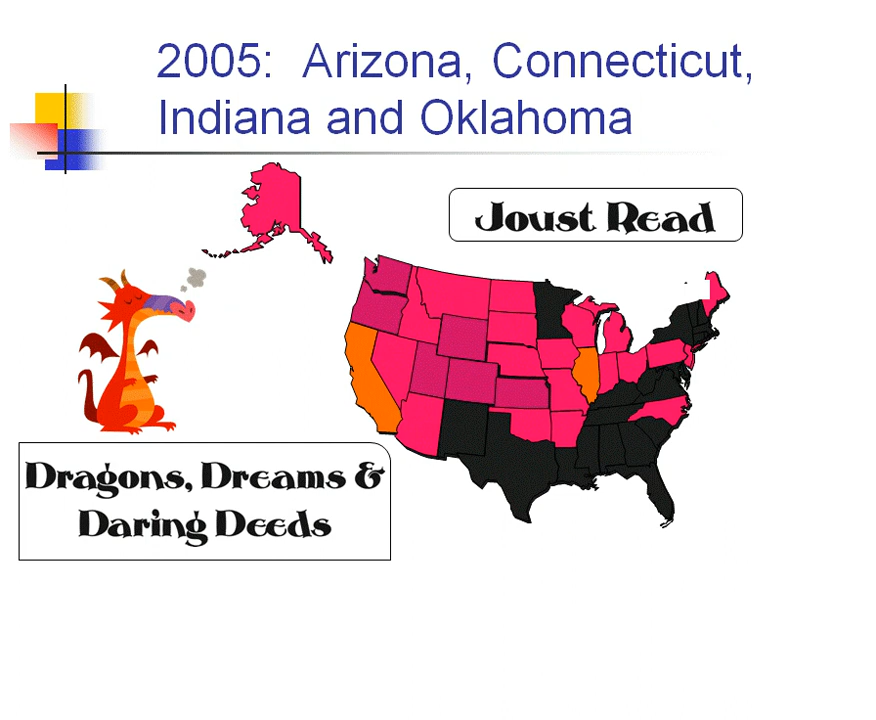 2005: Arizona, Connecticut,
Indiana and Oklahoma
Joust Read
Dragons, Dreams &
Daring Deeds